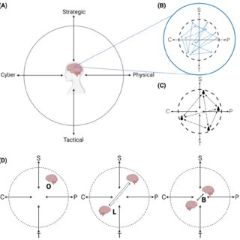 (A)
Strategic
Cyber
Physical
Tactical
(B)
S
C
P
T
(C)
S
C
P
T
(D)
S
C
P
T
O
S
C
P
T
L
S
C
P
T
B